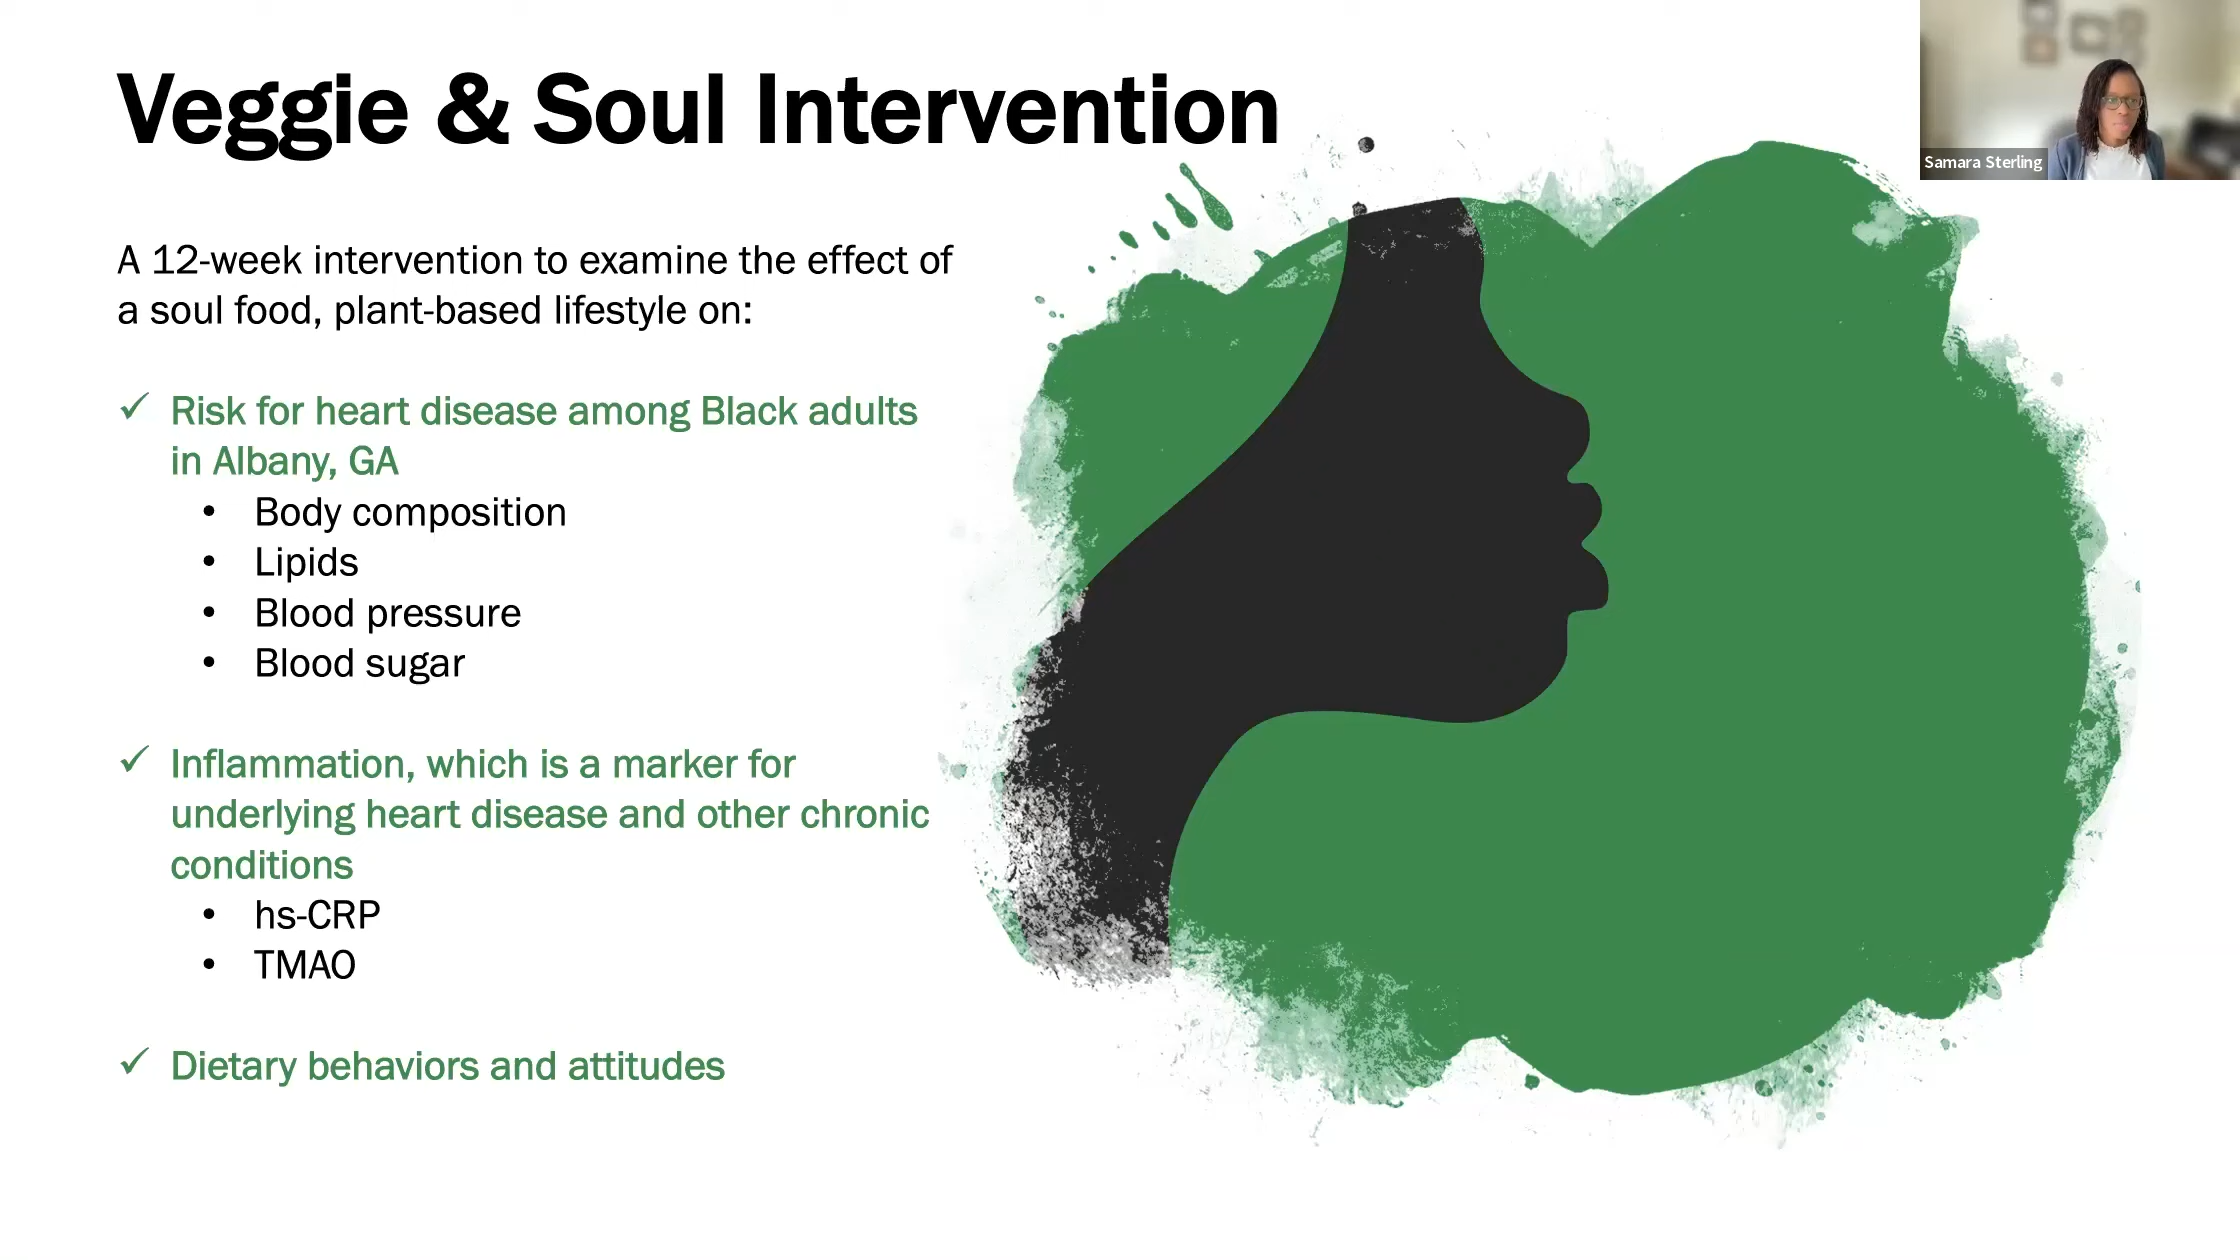 Veggie & Soul Intervention
Samara Sterling
A 12-week intervention to examine the effect of
a soul food, plant-based lifestyle on:
✓ Risk for heart disease among Black adults
in Albany, GA
• Body composition
• Lipids
• Blood pressure
• Blood sugar
✓ Inflammation, which is a marker for
underlying heart disease and other chronic
conditions
• hs-CRP
• TMAO
✓ Dietary behaviors and attitudes